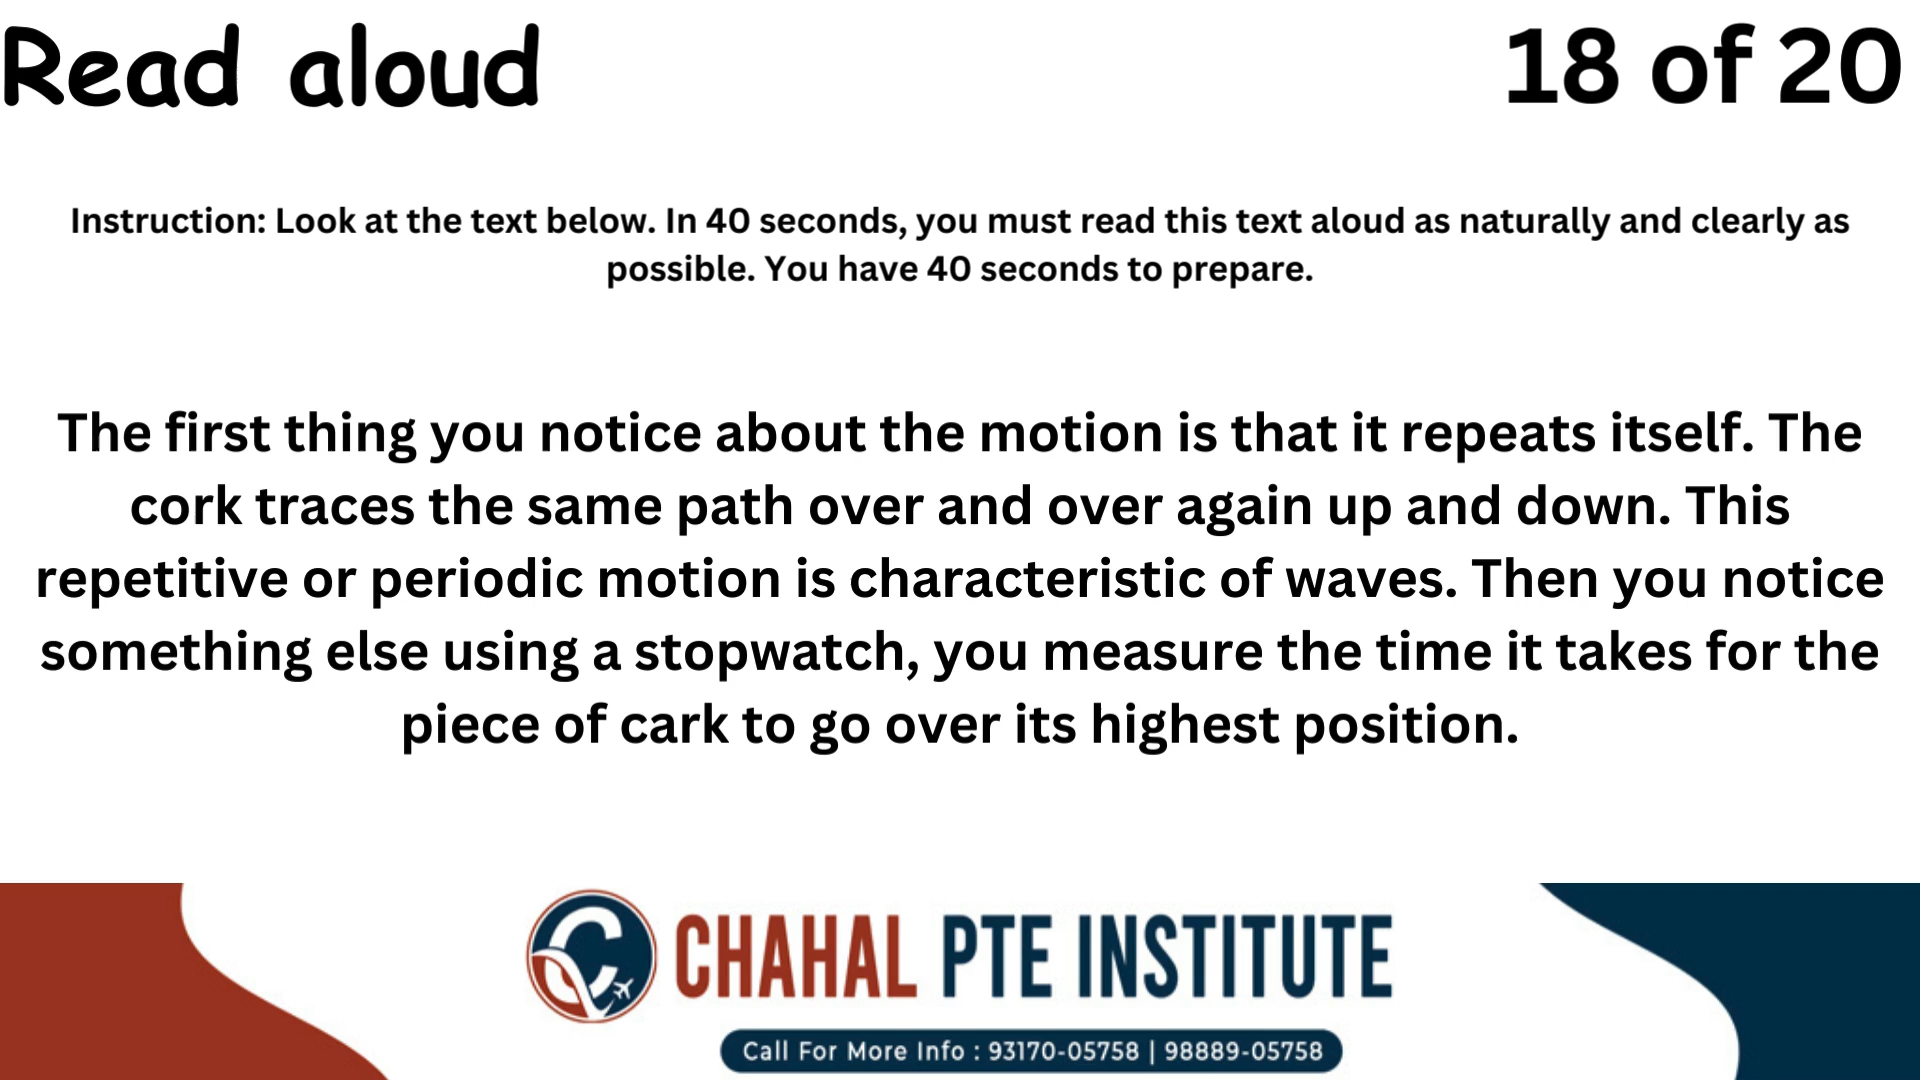 Read aloud
18 of 20
Instruction: Look at the text below. In 40 seconds, you must read this text aloud as naturally and clearly as
possible. You have 40 seconds to prepare.
The first thing you notice about the motion is that it repeats itself. The
cork traces the same path over and over again up and down. This
repetitive or periodic motion is characteristic of waves. Then you notice
something else using a stopwatch, you measure the time it takes for the
piece of cark to go over its highest position.
CHAHAL PTE INSTITUTE
Call For More Info : 93170-05758 | 98889-05758